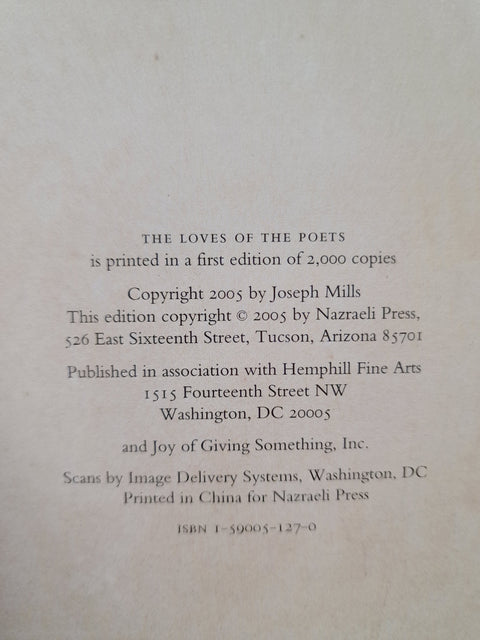 THE LOVES OF THE POETS
is printed in a first edition of 2,000 copies
Copyright 2005 by Joseph Mills
This edition copyright © 2005 by Nazraeli Press,
526 East Sixteenth Street, Tucson, Arizona 85701
Published in association with Hemphill Fine Arts
1515 Fourteenth Street NW
Washington, DC 20005
and Joy of Giving Something, Inc.
Scans by Image Delivery Systems, Washington, DC
Printed in China for Nazraeli Press
ISBN 1-59005-127-0